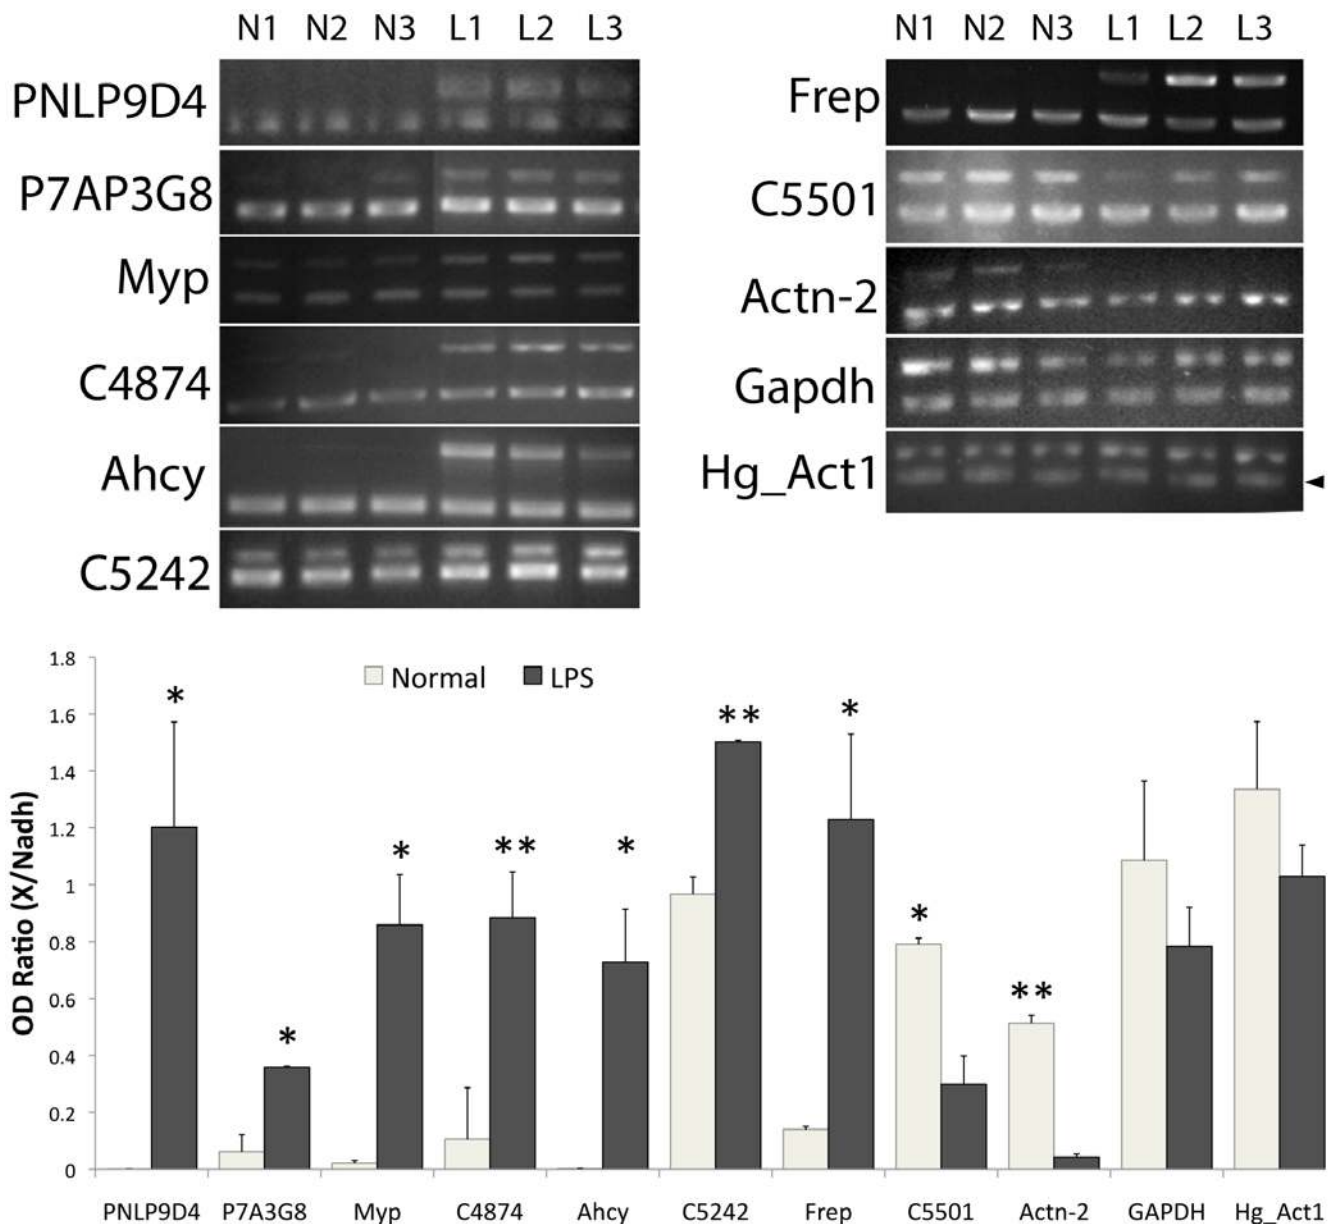 N1 N2 N3 L1 L2 L3
PNLP9D4
P7AP3G8
Myp
C4874
Ahcy
C5242
N1 N2 N3 L1 L2 L3
Frep
C5501
Actn-2
Gapdh
Hg_Act1
Normal LPS
OD Ratio (X/Nadh)
1.8
1.6
1.4
1.2
1
0.8
0.6
0.4
0.2
0
* * * ** * ** * * **
PNLP9D4 P7A3G8 Myp C4874 Ahcy C5242 Frep C5501 Actn-2 GAPDH Hg_Act1